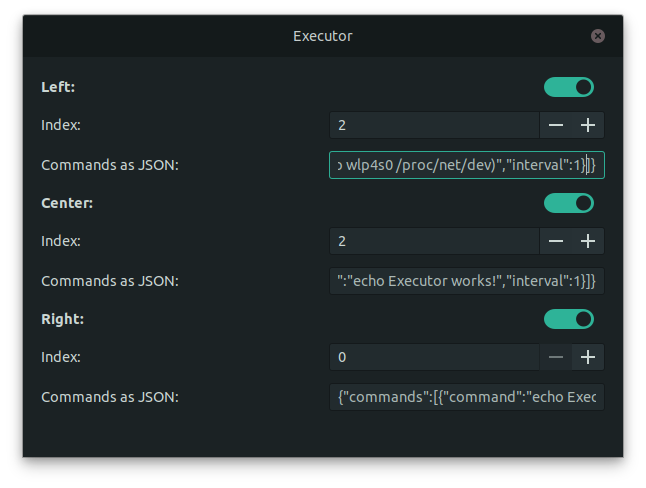 Executor
Left:
Index: 2
Commands as JSON: wlp4s0 /proc/net/dev)","interval":1}]}
Center:
Index: 2
Commands as JSON: ":"echo Executor works!","interval":1}]}
Right:
Index: 0
Commands as JSON: {"commands":[{"command":"echo Exec